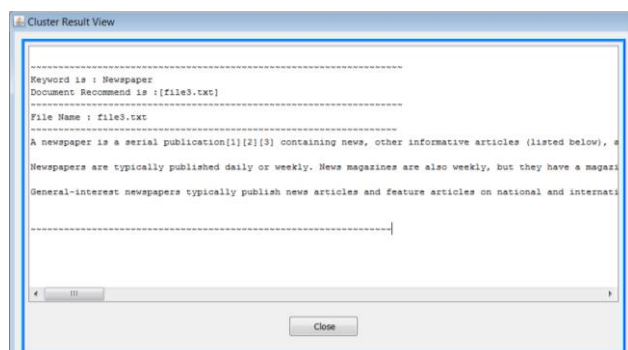 Cluster Result View
~~~~~~~~~~~~~~~~~~~~~~~~~~~~~~~~~~~~~~~~~~~~~~~~~~~~~~~~~~~~~~~~~
Keyword is : Newspaper
Document Recommend is :[file3.txt]
~~~~~~~~~~~~~~~~~~~~~~~~~~~~~~~~~~~~~~~~~~~~~~~~~~~~~~~~~~~~~~~~~
File Name : file3.txt
~~~~~~~~~~~~~~~~~~~~~~~~~~~~~~~~~~~~~~~~~~~~~~~~~~~~~~~~~~~~~~~~
A newspaper is a serial publication[1][2][3] containing news, other informative articles (listed below), a
Newspapers are typically published daily or weekly. News magazines are also weekly, but they have a magazi
General-interest newspapers typically publish news articles and feature articles on national and internati
~~~~~~~~~~~~~~~~~~~~~~~~~~~~~~~~~~~~~~~~~~~~~~~~~~~~~~~~~~~~~~~
Close